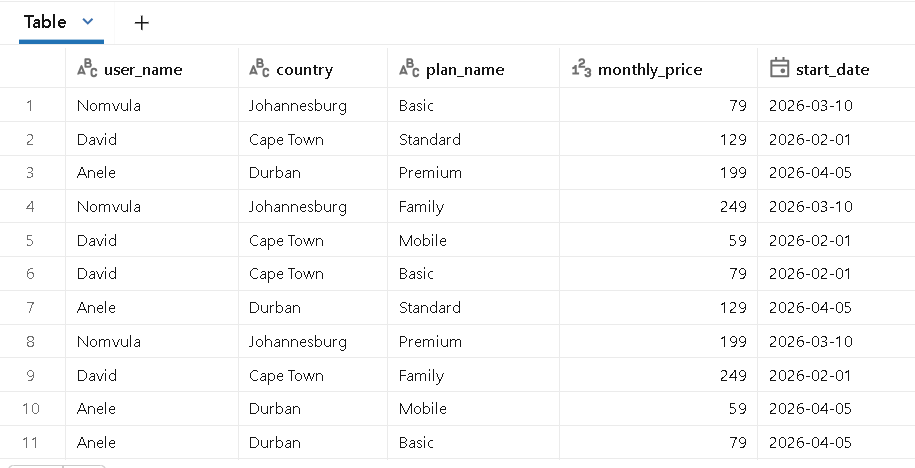 Table +
ABC user_name ABC country ABC plan_name 123 monthly_price start_date
1 Nomvula Johannesburg Basic 79 2026-03-10
2 David Cape Town Standard 129 2026-02-01
3 Anele Durban Premium 199 2026-04-05
4 Nomvula Johannesburg Family 249 2026-03-10
5 David Cape Town Mobile 59 2026-02-01
6 David Cape Town Basic 79 2026-02-01
7 Anele Durban Standard 129 2026-04-05
8 Nomvula Johannesburg Premium 199 2026-03-10
9 David Cape Town Family 249 2026-02-01
10 Anele Durban Mobile 59 2026-04-05
11 Anele Durban Basic 79 2026-04-05